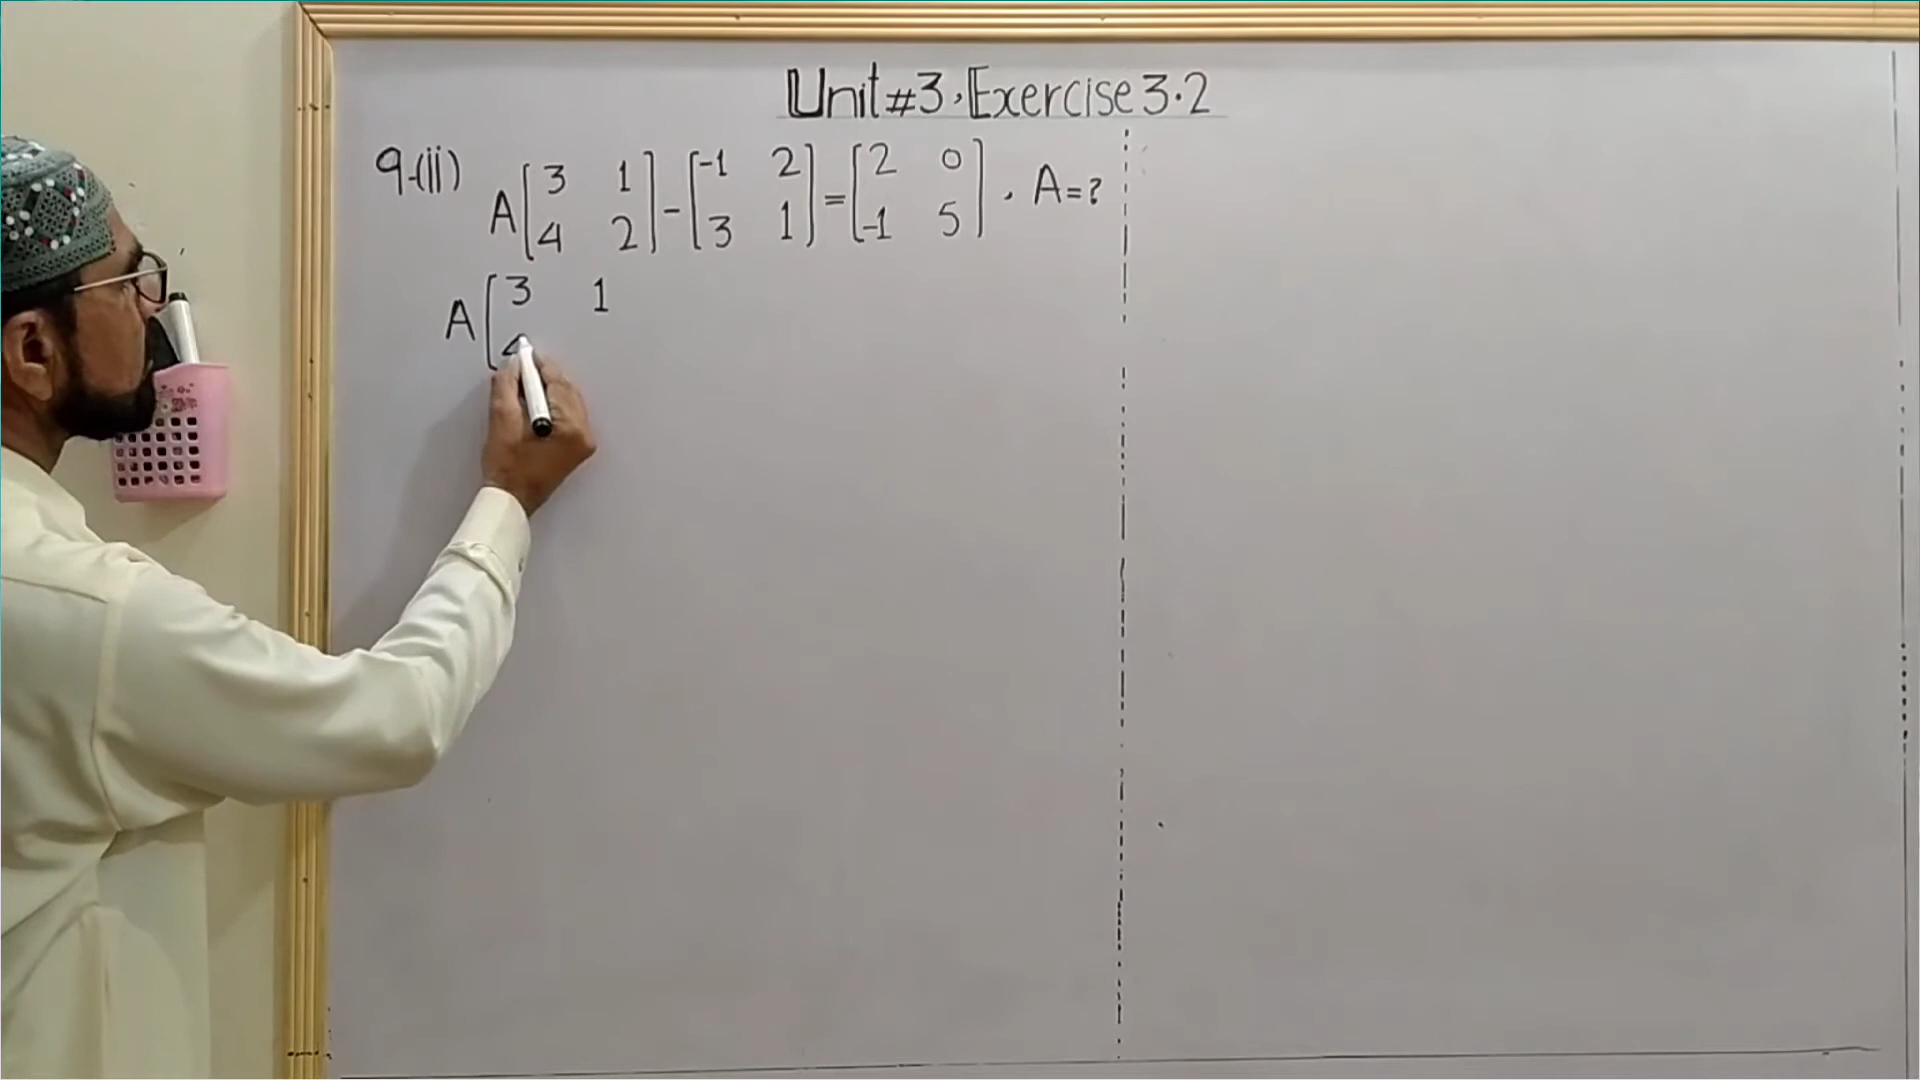 Unit#3, Exercise 3.2
9.(ii) A[3 1
4 2] - [-1 2
3 1] = [2 0
-1 5] , A=?
A[3 1
4